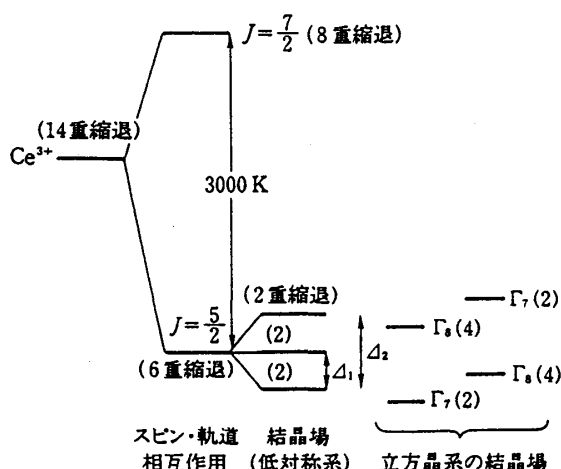 J=7/2 (8重縮退)
(14重縮退)
Ce³⁺
3000 K
(2重縮退)
J=5/2
(2)
(6重縮退)
(2)
Δ₁
Δ₂
Γ₇(2)
Γ₈(4)
Γ₈(4)
Γ₇(2)
スピン・軌道 結晶場
相互作用 (低対称系) 立方晶系の結晶場